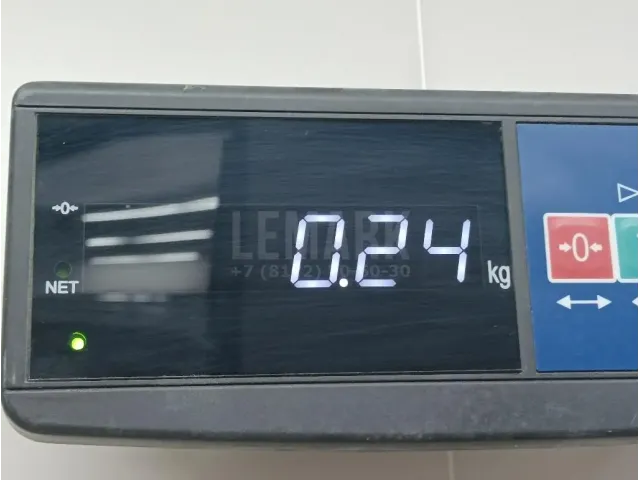 →0←
LEMARK
0.24 kg
NET
→0←